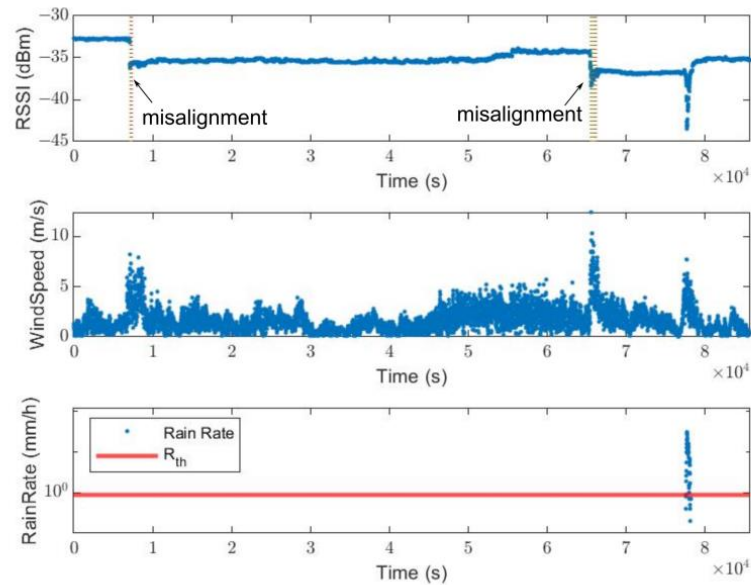 −30
−35
−40
−45
RSSI (dBm)
misalignment
misalignment
0 1 2 3 4 5 6 7 8
Time (s)
×10⁴
10
5
0
WindSpeed (m/s)
0 1 2 3 4 5 6 7 8
Time (s)
×10⁴
Rain Rate
R_th
10⁰
RainRate (mm/h)
0 1 2 3 4 5 6 7 8
Time (s)
×10⁴